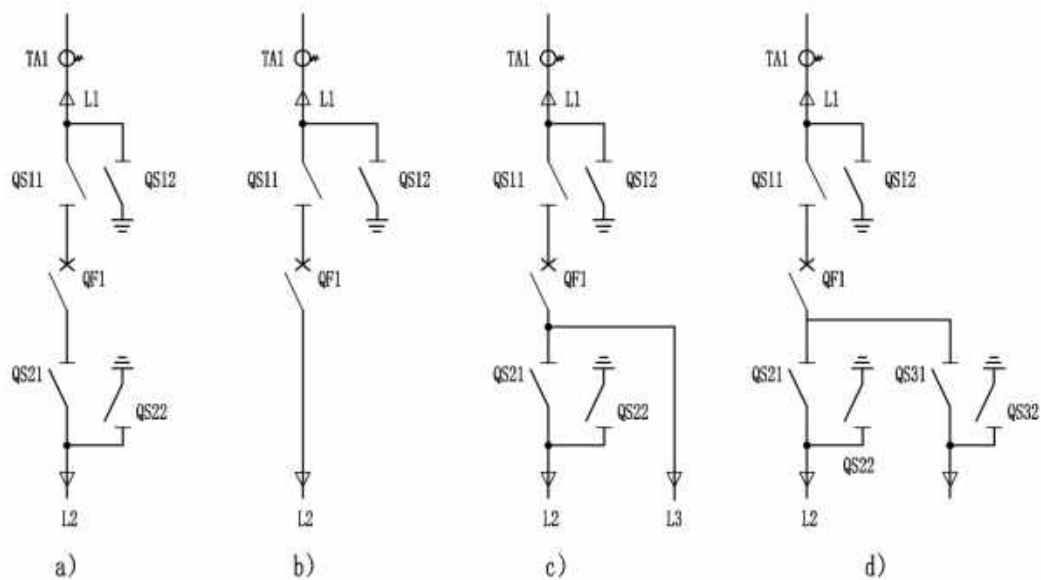 TA1 TA1 TA1 TA1
L1 L1 L1 L1
QS11 QS12 QS11 QS12 QS11 QS12 QS11 QS12
QF1 QF1 QF1 QF1
QS21 QS21 QS21 QS31
QS22 QS22 QS32
QS22
L2 L2 L2 L3 L2
a) b) c) d)